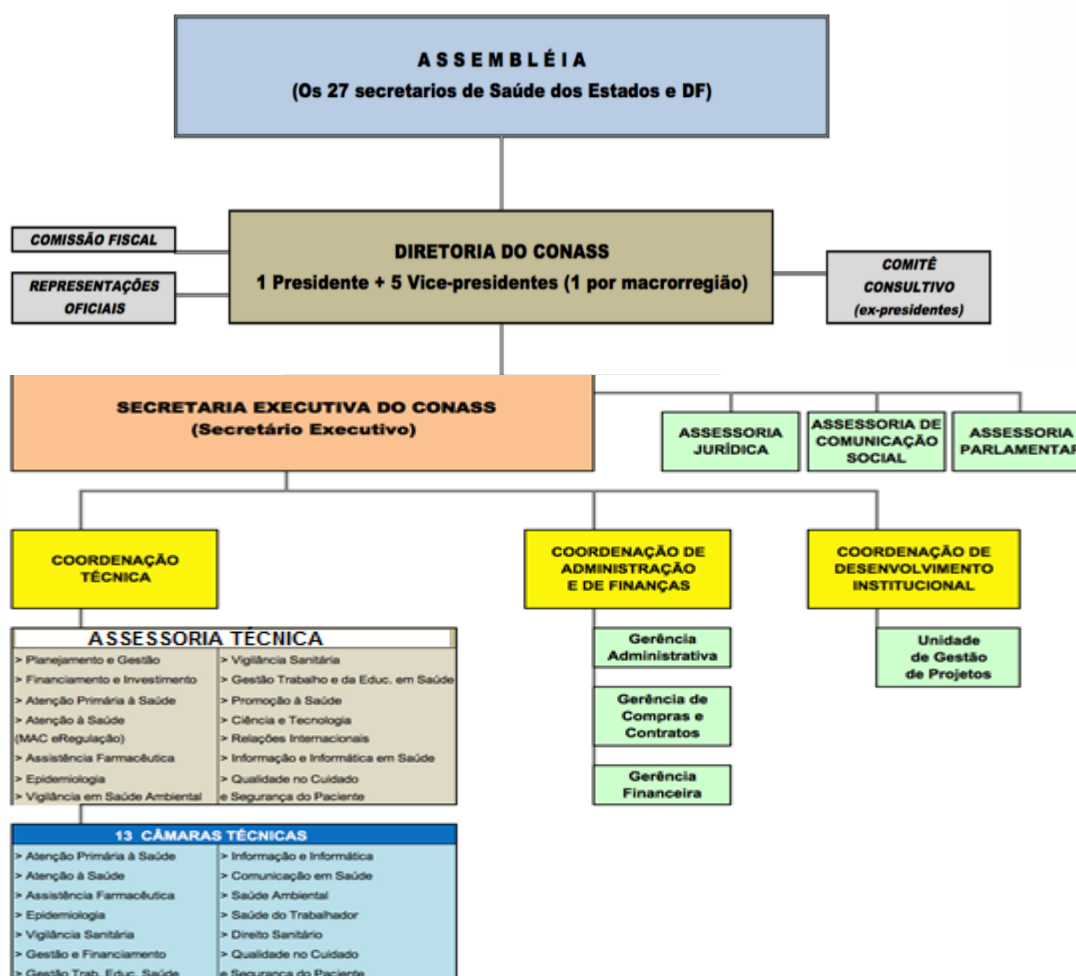 ASSEMBLÉIA
(Os 27 secretarios de Saúde dos Estados e DF)
COMISSÃO FISCAL
REPRESENTAÇÕES
OFICIAIS
DIRETORIA DO CONASS
1 Presidente + 5 Vice-presidentes (1 por macrorregião)
COMITÊ
CONSULTIVO
(ex-presidentes)
SECRETARIA EXECUTIVA DO CONASS
(Secretário Executivo)
ASSESSORIA
JURÍDICA
ASSESSORIA DE
COMUNICAÇÃO
SOCIAL
ASSESSORIA
PARLAMENTAR
COORDENAÇÃO
TÉCNICA
COORDENAÇÃO DE
ADMINISTRAÇÃO
E DE FINANÇAS
COORDENAÇÃO DE
DESENVOLVIMENTO
INSTITUCIONAL
ASSESSORIA TÉCNICA
> Planejamento e Gestão
> Financiamento e Investimento
> Atenção Primária à Saúde
> Atenção à Saúde
(MAC eRegulação)
> Assistência Farmacêutica
> Epidemiologia
> Vigilância em Saúde Ambiental
> Vigilância Sanitária
> Gestão Trabalho e da Educ. em Saúde
> Promoção à Saúde
> Ciência e Tecnologia
> Relações Internacionais
> Informação e Informática em Saúde
> Qualidade no Cuidado
e Segurança do Paciente
Gerência
Administrativa
Gerência de
Compras e
Contratos
Gerência
Financeira
Unidade
de Gestão
de Projetos
13 CÂMARAS TÉCNICAS
> Atenção Primária à Saúde
> Atenção à Saúde
> Assistência Farmacêutica
> Epidemiologia
> Vigilância Sanitária
> Gestão e Financiamento
> Gestão Trab. Educ. Saúde
> Informação e Informática
> Comunicação em Saúde
> Saúde Ambiental
> Saúde do Trabalhador
> Direito Sanitário
> Qualidade no Cuidado
e Segurança do Paciente